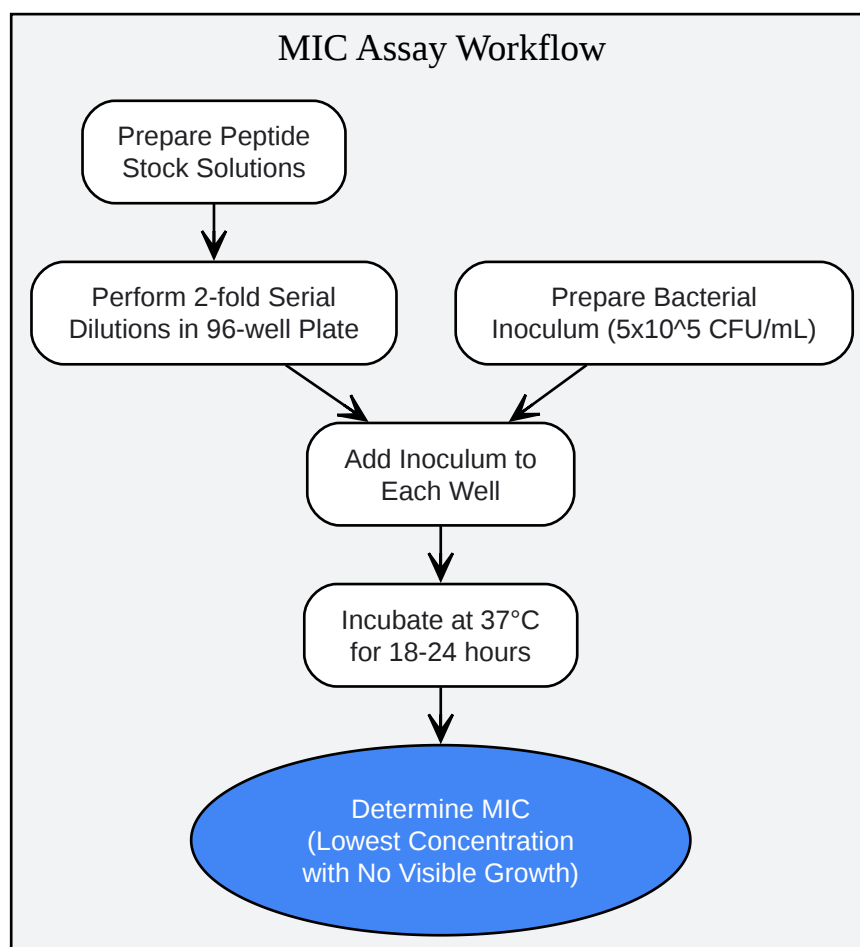 MIC Assay Workflow
Prepare Peptide
Stock Solutions
Perform 2-fold Serial
Dilutions in 96-well Plate
Prepare Bacterial
Inoculum (5x10^5 CFU/mL)
Add Inoculum to
Each Well
Incubate at 37°C
for 18-24 hours
Determine MIC
(Lowest Concentration
with No Visible Growth)